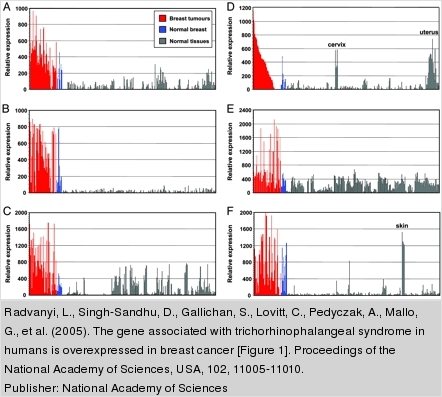 A
Relative expression
1000
800
600
400
200
0
Breast tumours
Normal breast
Normal tissues
B
Relative expression
1000
800
600
400
200
0
C
Relative expression
2000
1600
1200
800
400
0
D
Relative expression
1200
1000
800
600
400
200
0
cervix
uterus
E
Relative expression
2400
2000
1600
1200
800
400
0
F
Relative expression
2000
1600
1200
800
400
0
skin
Radvanyi, L., Singh-Sandhu, D., Gallichan, S., Lovitt, C., Pedyczak, A., Mallo,
G., et al. (2005). The gene associated with trichorhinophalangeal syndrome in
humans is overexpressed in breast cancer [Figure 1]. Proceedings of the
National Academy of Sciences, USA, 102, 11005-11010.
Publisher: National Academy of Sciences